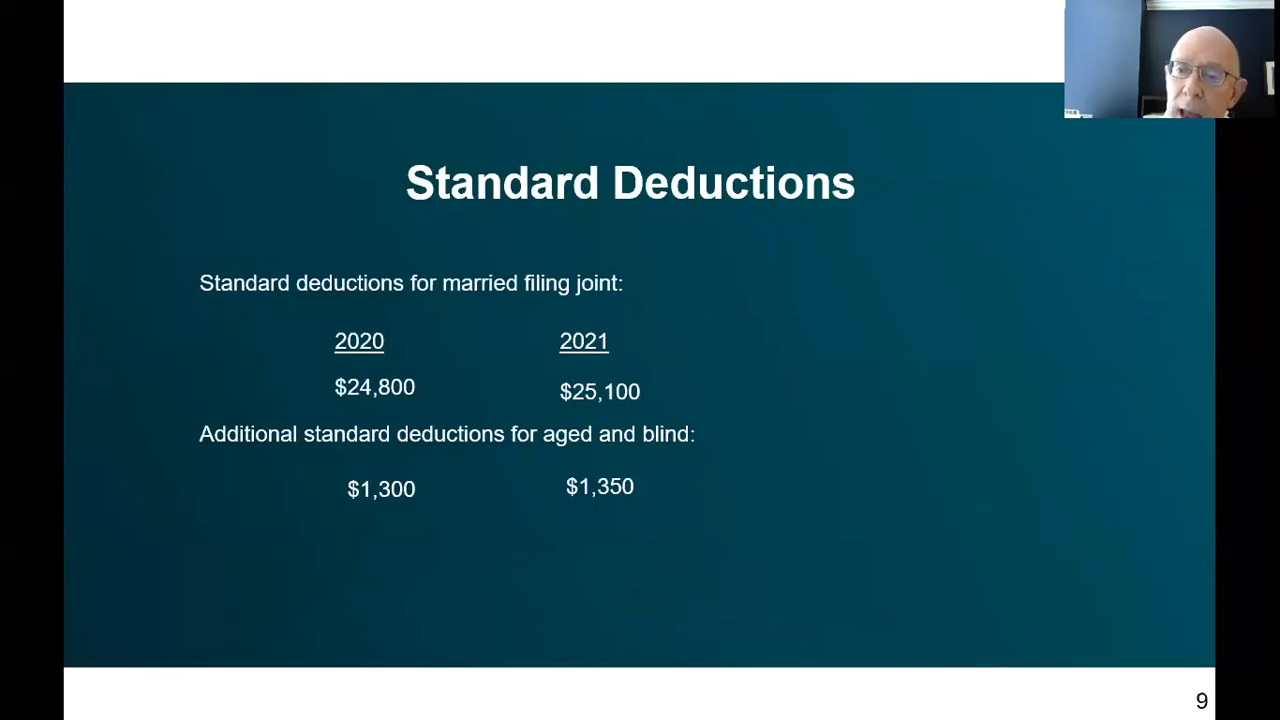 Standard Deductions
Standard deductions for married filing joint:
2020 2021
$24,800 $25,100
Additional standard deductions for aged and blind:
$1,300 $1,350
9